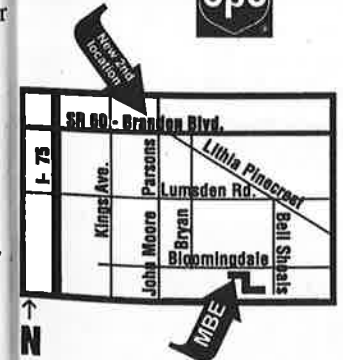 r
ups
New 2nd
location
SR 60 - Brandon Blvd.
I- 75
Kings Ave.
Parsons
Lithia Pinecrest
Lumsden Rd.
John Moore
Bryan
Bell Shoals
Bloomingdale
MBE
N